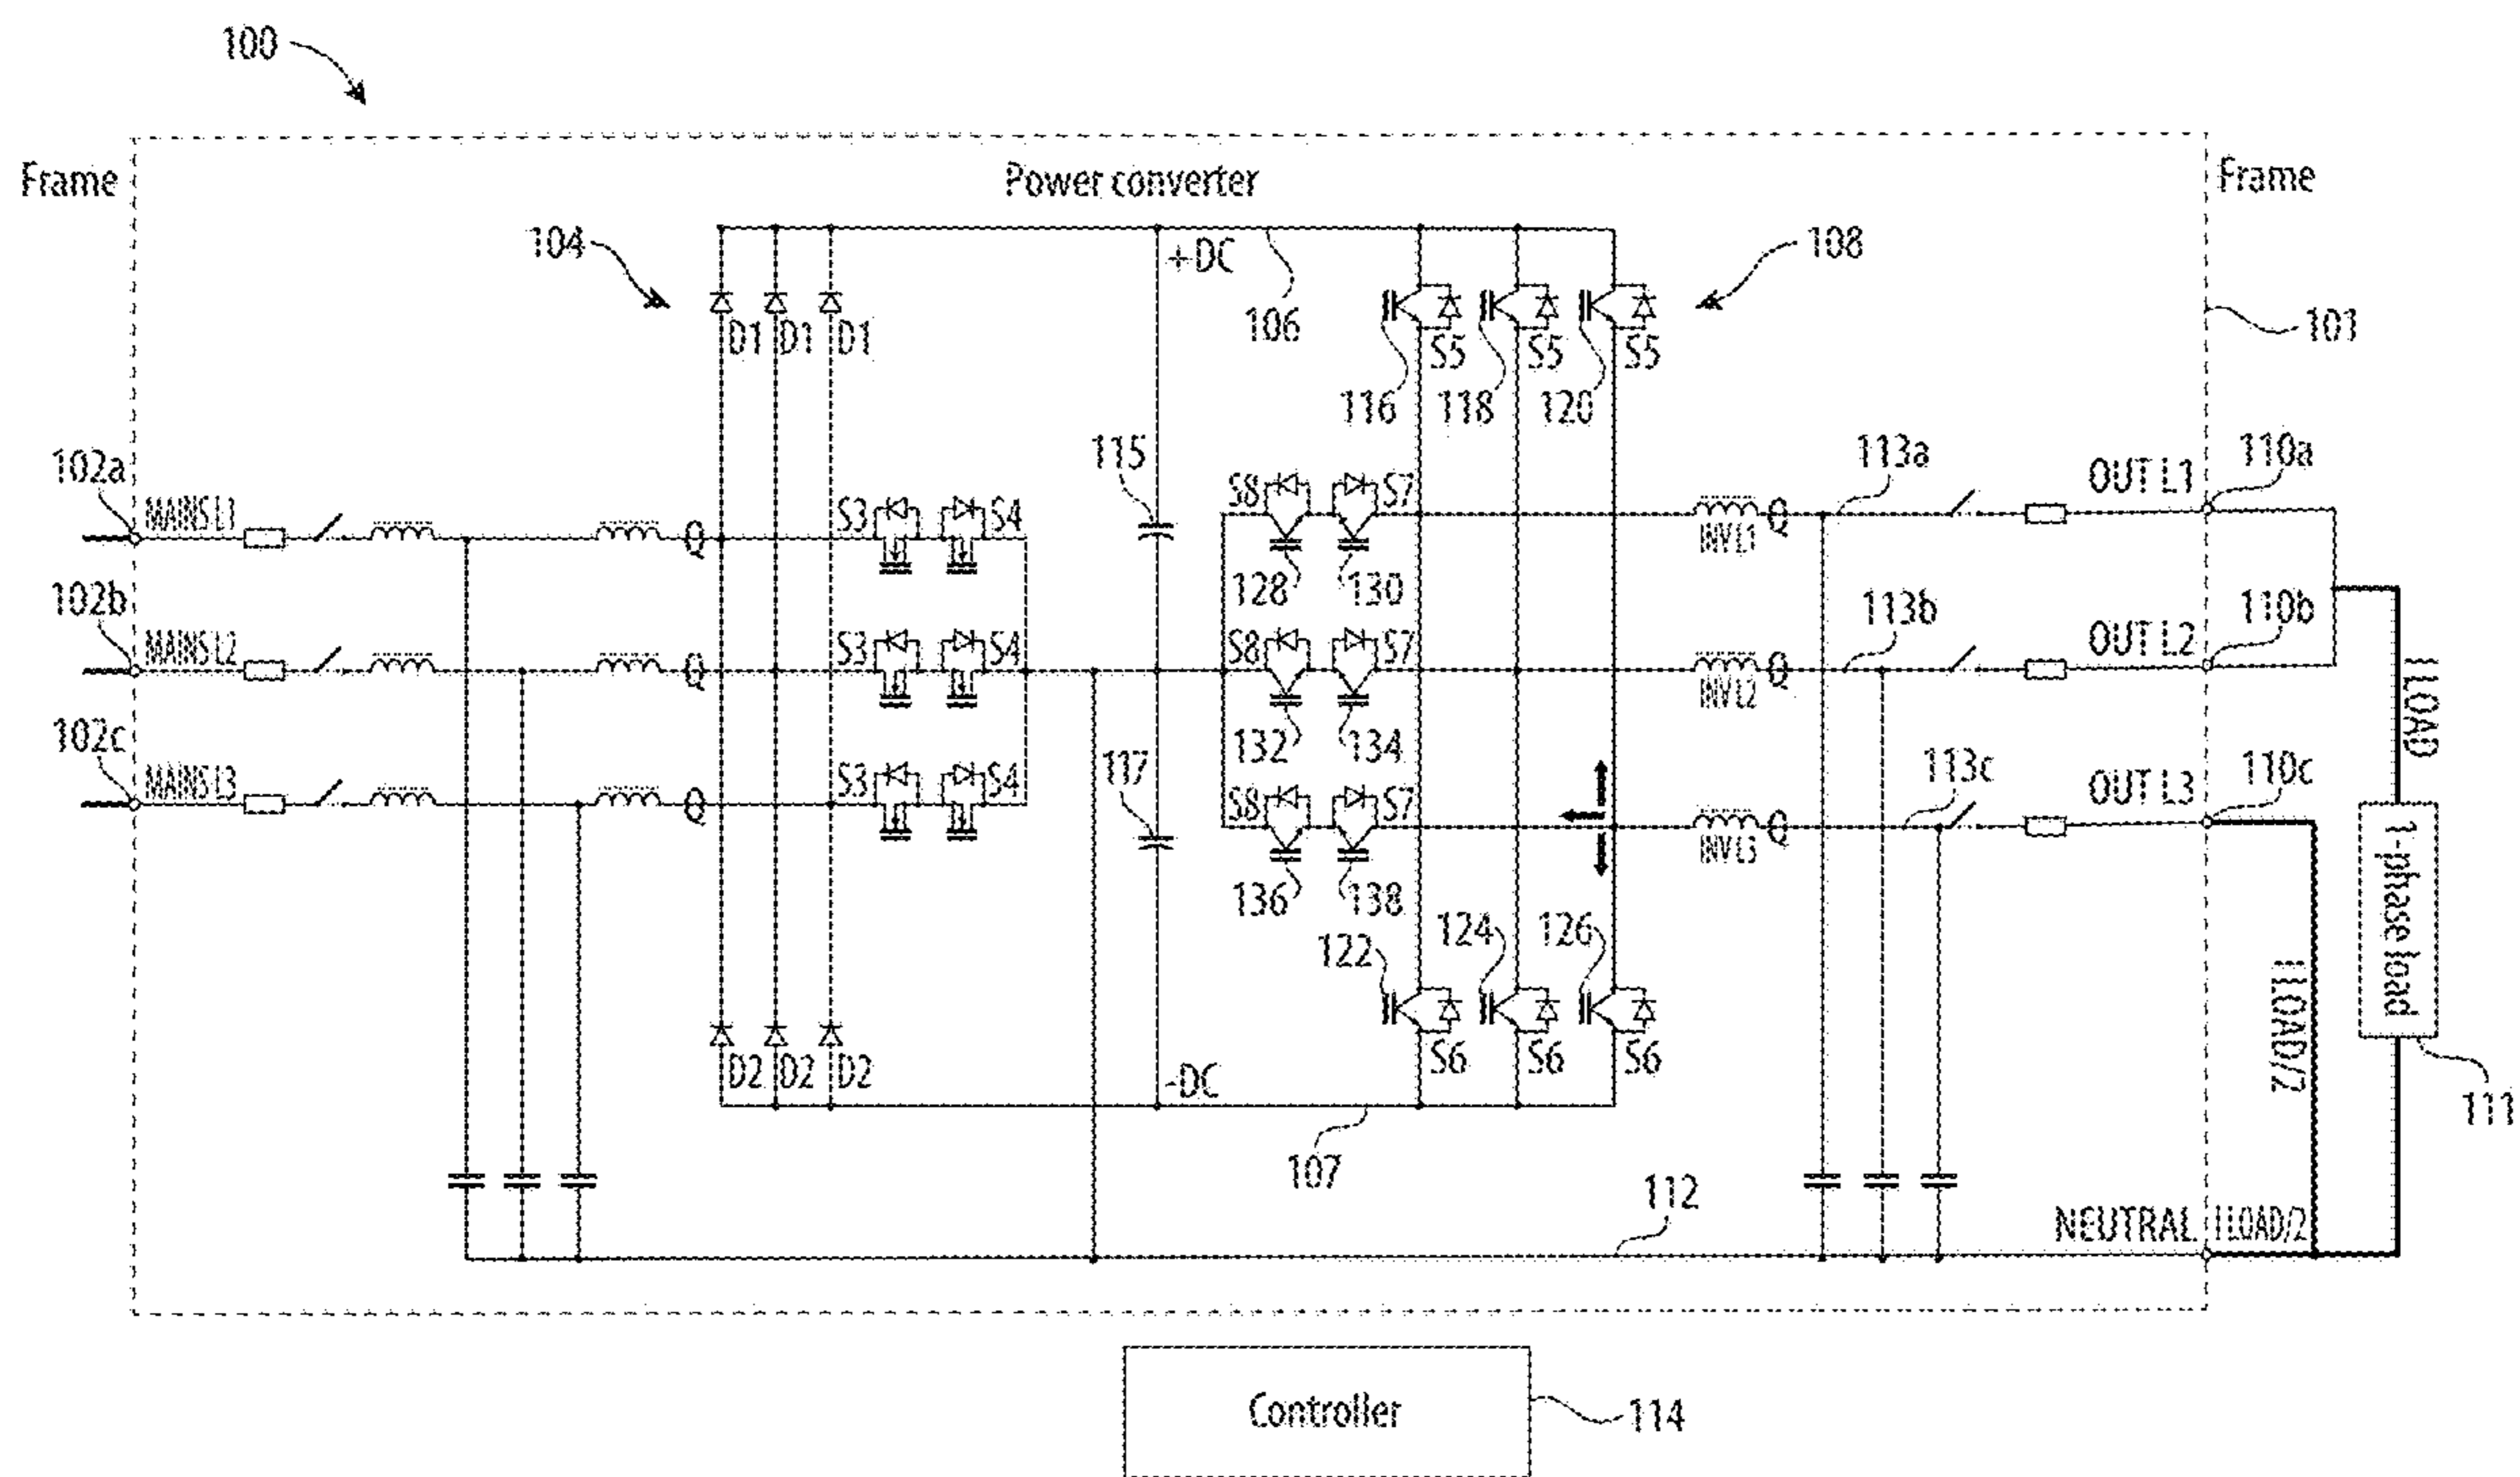 100
Frame
Power converter
Frame
104
+DC
106
108
101
D1
D1
D1
S5
S5
S5
116
118
120
102a
MAINS L1
S3
S4
115
S8
S7
INV L1
113a
OUT L1
110a
128
130
102b
MAINS L2
S3
S4
S8
S7
INV L2
113b
OUT L2
110b
132
134
I LOAD
102c
MAINS L3
S3
S4
117
S8
S7
INV L3
113c
OUT L3
110c
136
138
1-phase load
122
124
126
I LOAD/2
D2
D2
D2
-DC
S6
S6
S6
111
107
112
NEUTRAL
I LOAD/2
Controller
114